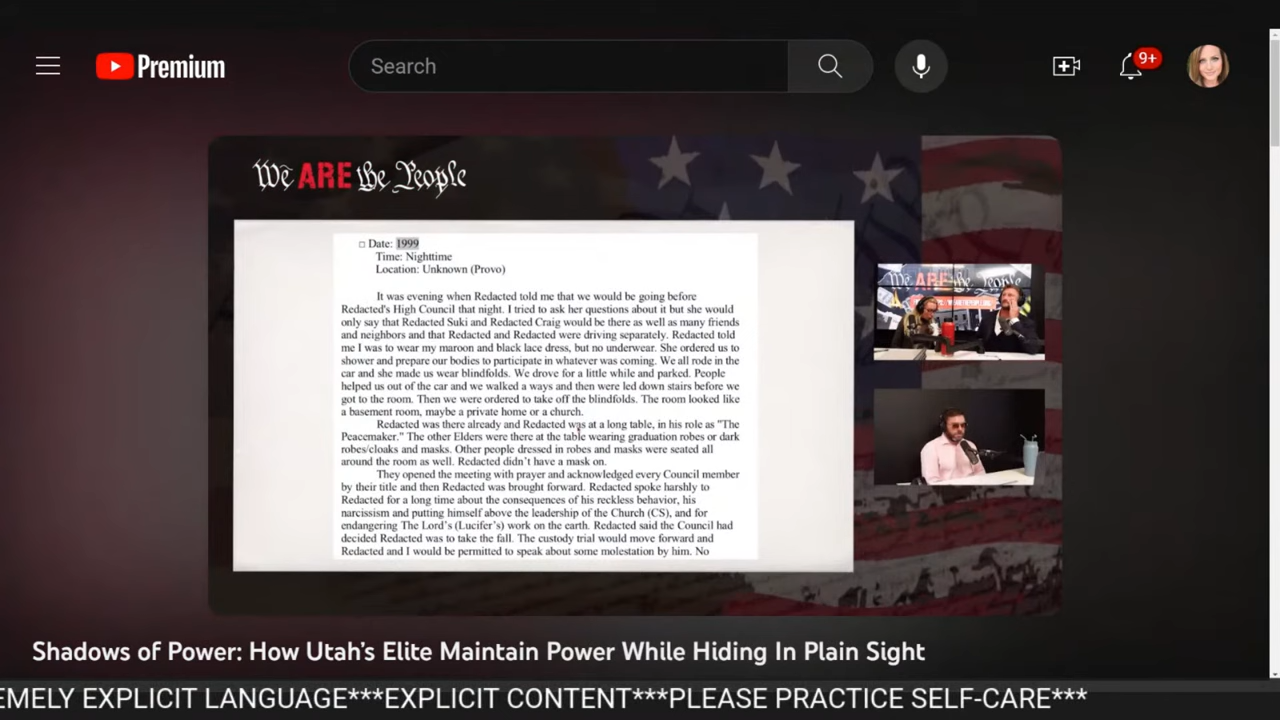 Premium
Search
9+
We ARE the People
□ Date: 1999
Time: Nighttime
Location: Unknown (Provo)
It was evening when Redacted told me that we would be going before
Redacted's High Council that night. I tried to ask her questions about it but she would
only say that Redacted Suki and Redacted Craig would be there as well as many friends
and neighbors and that Redacted and Redacted were driving separately. Redacted told
me I was to wear my maroon and black lace dress, but no underwear. She ordered us to
shower and prepare our bodies to participate in whatever was coming. We all rode in the
car and she made us wear blindfolds. We drove for a little while and parked. People
helped us out of the car and we walked a ways and then were led down stairs before we
got to the room. Then we were ordered to take off the blindfolds. The room looked like
a basement room, maybe a private home or a church.
Redacted was there already and Redacted was at a long table, in his role as "The
Peacemaker." The other Elders were there at the table wearing graduation robes or dark
robes/cloaks and masks. Other people dressed in robes and masks were seated all
around the room as well. Redacted didn't have a mask on.
They opened the meeting with prayer and acknowledged every Council member
by their title and then Redacted was brought forward. Redacted spoke harshly to
Redacted for a long time about the consequences of his reckless behavior, his
narcissism and putting himself above the leadership of the Church (CS), and for
endangering The Lord's (Lucifer's) work on the earth. Redacted said the Council had
decided Redacted was to take the fall. The custody trial would move forward and
Redacted and I would be permitted to speak about some molestation by him. No
We ARE the People
Shadows of Power: How Utah's Elite Maintain Power While Hiding In Plain Sight
EMELY EXPLICIT LANGUAGE***EXPLICIT CONTENT***PLEASE PRACTICE SELF-CARE***